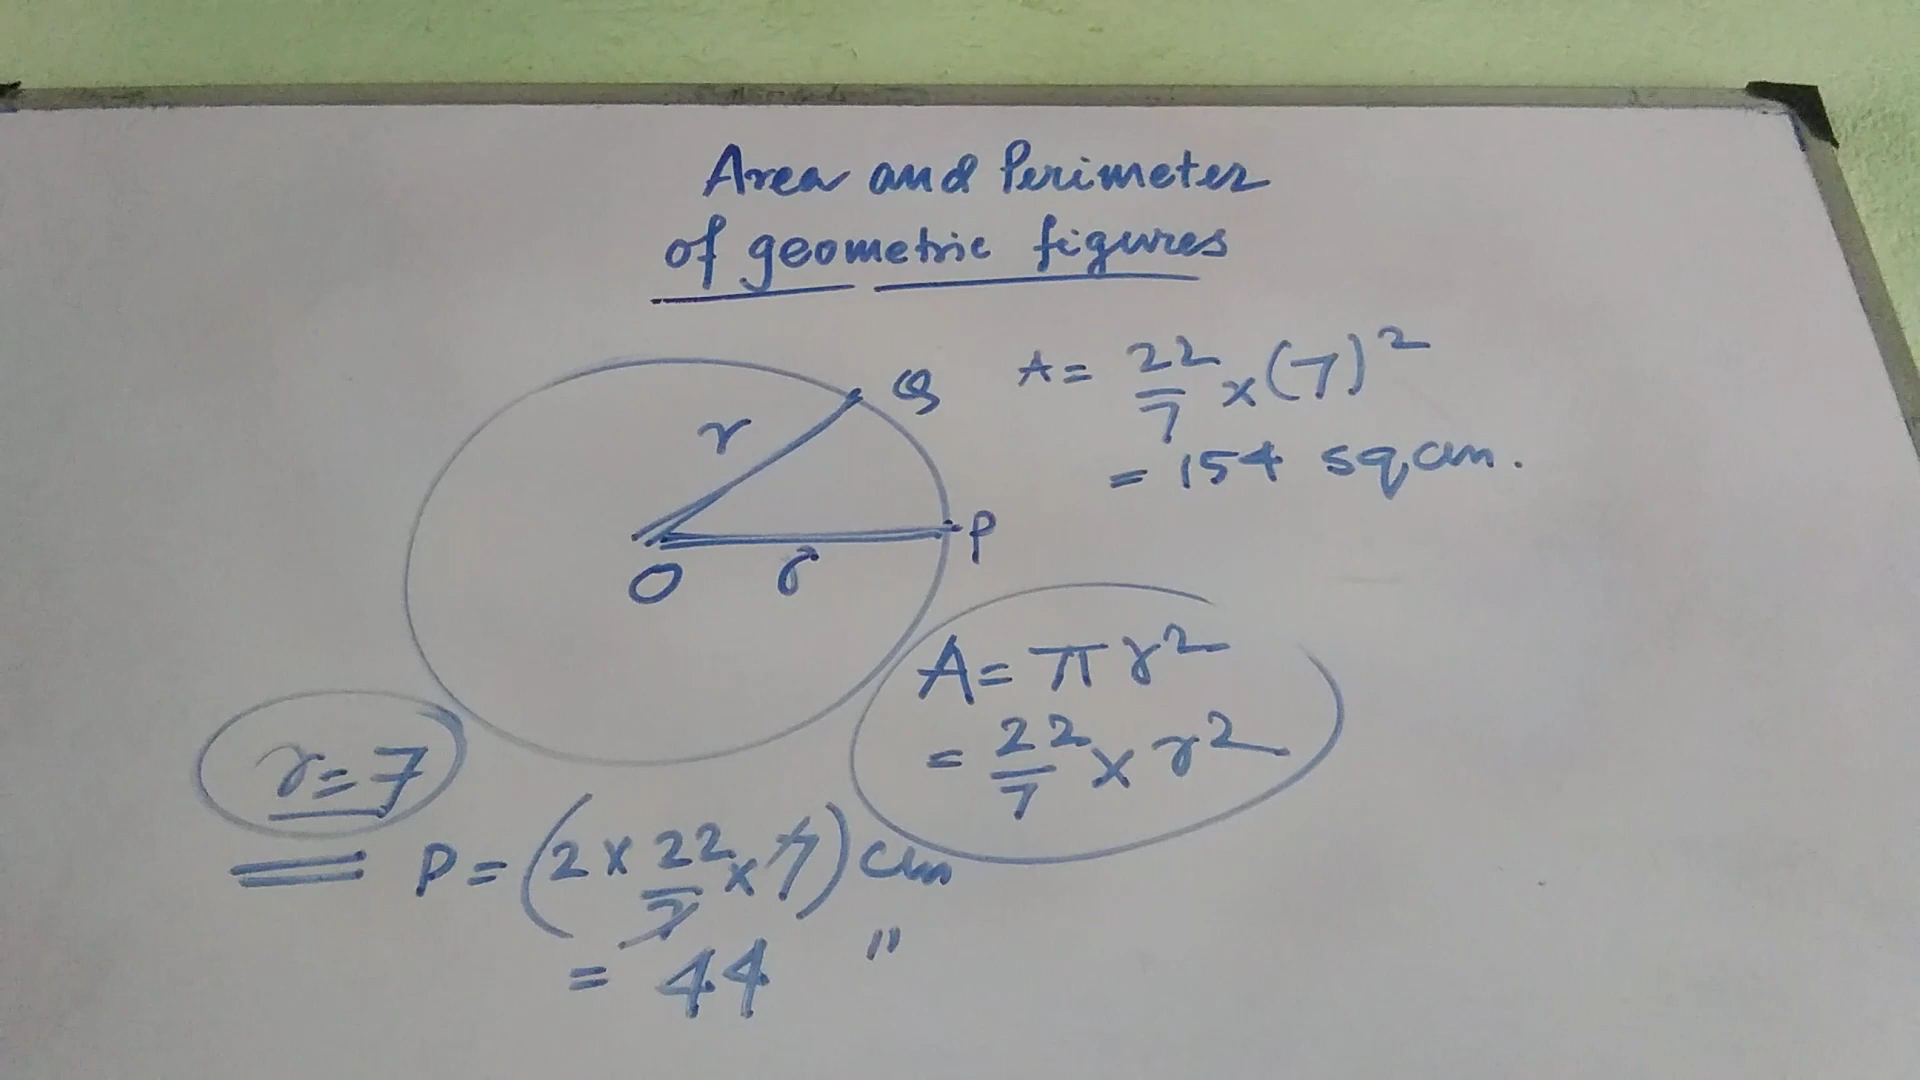 Area and Perimeter
of geometric figures
Q
r
P
O
r
A = 22/7 × (7)²
= 154 sq cm.
A = π r²
= 22/7 × r²
r = 7
P = (2 × 22/7 × 7) cm
= 44 "